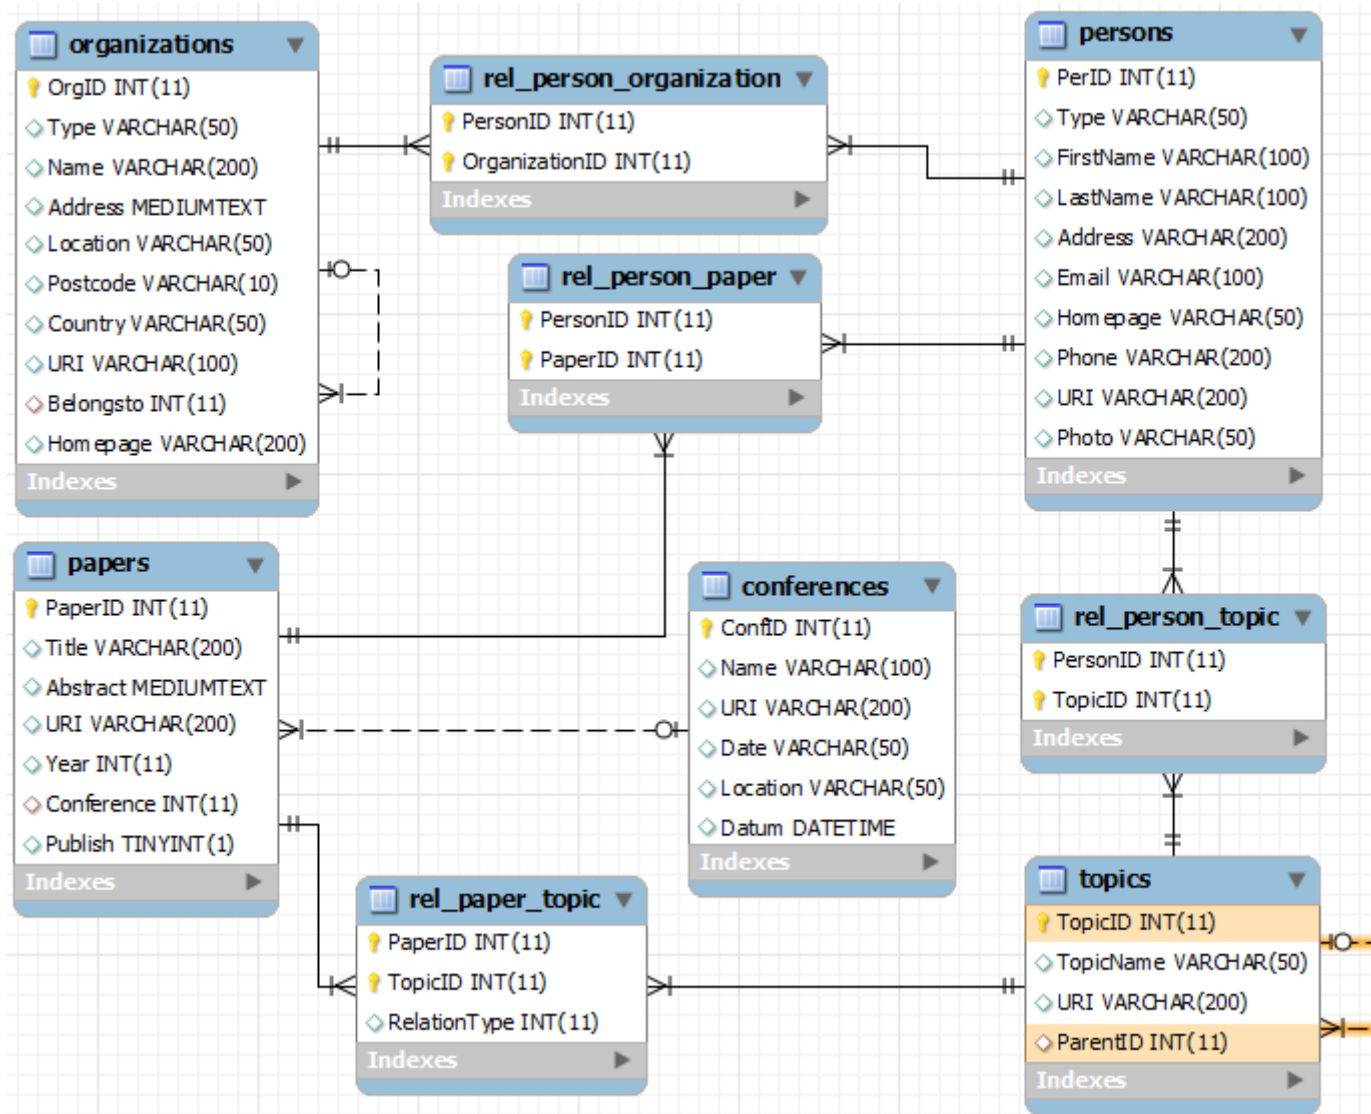 organizations
OrgID INT(11)
Type VARCHAR(50)
Name VARCHAR(200)
Address MEDIUMTEXT
Location VARCHAR(50)
Postcode VARCHAR(10)
Country VARCHAR(50)
URI VARCHAR(100)
Belongsto INT(11)
Homepage VARCHAR(200)
Indexes
rel_person_organization
PersonID INT(11)
OrganizationID INT(11)
Indexes
persons
PerID INT(11)
Type VARCHAR(50)
FirstName VARCHAR(100)
LastName VARCHAR(100)
Address VARCHAR(200)
Email VARCHAR(100)
Homepage VARCHAR(50)
Phone VARCHAR(200)
URI VARCHAR(200)
Photo VARCHAR(50)
Indexes
rel_person_paper
PersonID INT(11)
PaperID INT(11)
Indexes
papers
PaperID INT(11)
Title VARCHAR(200)
Abstract MEDIUMTEXT
URI VARCHAR(200)
Year INT(11)
Conference INT(11)
Publish TINYINT(1)
Indexes
conferences
ConfID INT(11)
Name VARCHAR(100)
URI VARCHAR(200)
Date VARCHAR(50)
Location VARCHAR(50)
Datum DATETIME
Indexes
rel_person_topic
PersonID INT(11)
TopicID INT(11)
Indexes
rel_paper_topic
PaperID INT(11)
TopicID INT(11)
RelationType INT(11)
Indexes
topics
TopicID INT(11)
TopicName VARCHAR(50)
URI VARCHAR(200)
ParentID INT(11)
Indexes